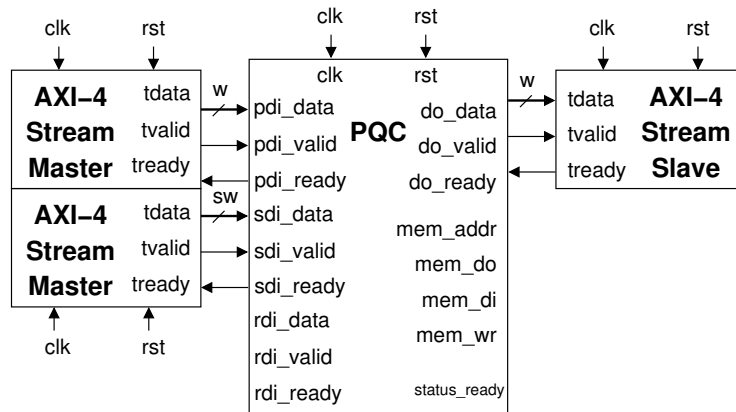 clk rst
AXI-4 tdata
Stream tvalid
Master tready
w
AXI-4 tdata
Stream tvalid
Master tready
sw
clk rst
clk rst
clk rst
PQC
pdi_data
pdi_valid
pdi_ready
sdi_data
sdi_valid
sdi_ready
rdi_data
rdi_valid
rdi_ready
do_data
do_valid
do_ready
mem_addr
mem_do
mem_di
mem_wr
status_ready
w
clk rst
tdata AXI-4
tvalid Stream
tready Slave